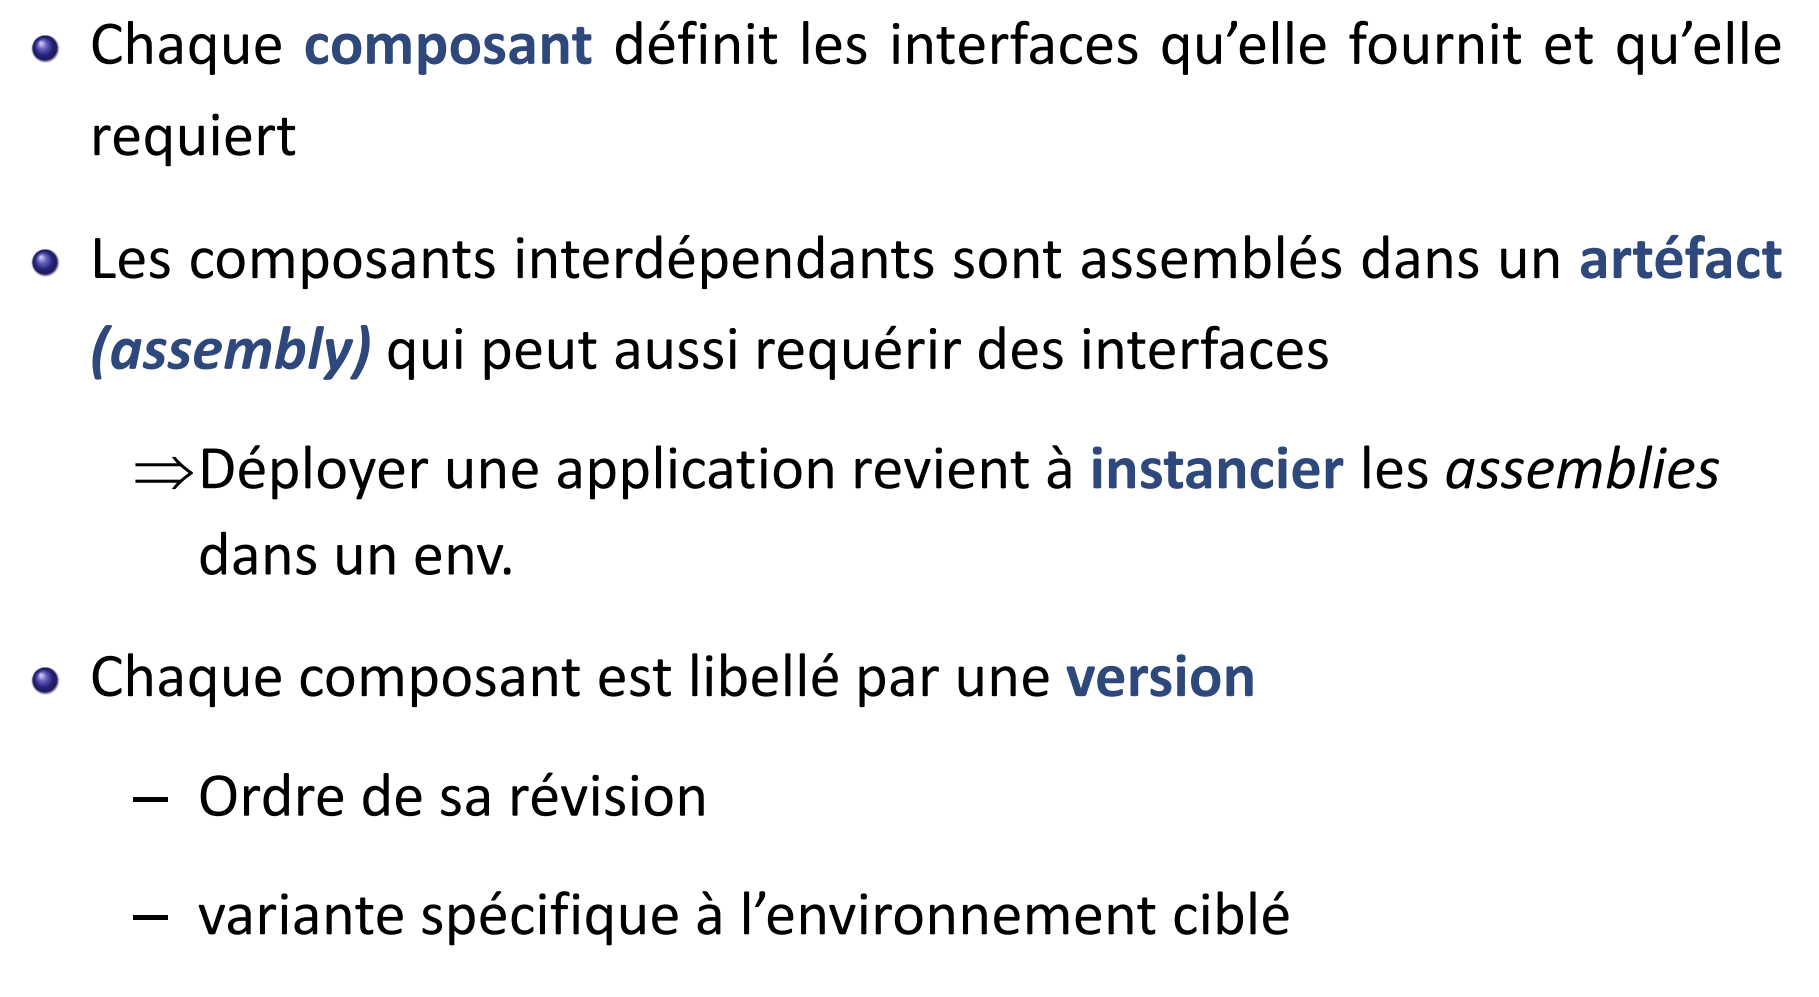 Chaque composant définit les interfaces qu’elle fournit et qu’elle
requiert
Les composants interdépendants sont assemblés dans un artéfact
(assembly) qui peut aussi requérir des interfaces
⇒Déployer une application revient à instancier les assemblies
dans un env.
Chaque composant est libellé par une version
– Ordre de sa révision
– variante spécifique à l’environnement ciblé